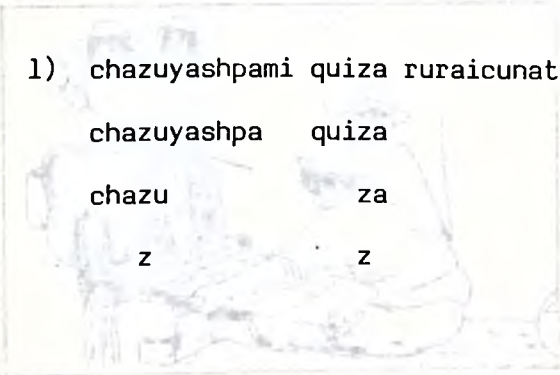 1) chazuyashpami quiza ruraicunat
chazuyashpa quiza
chazu za
z z